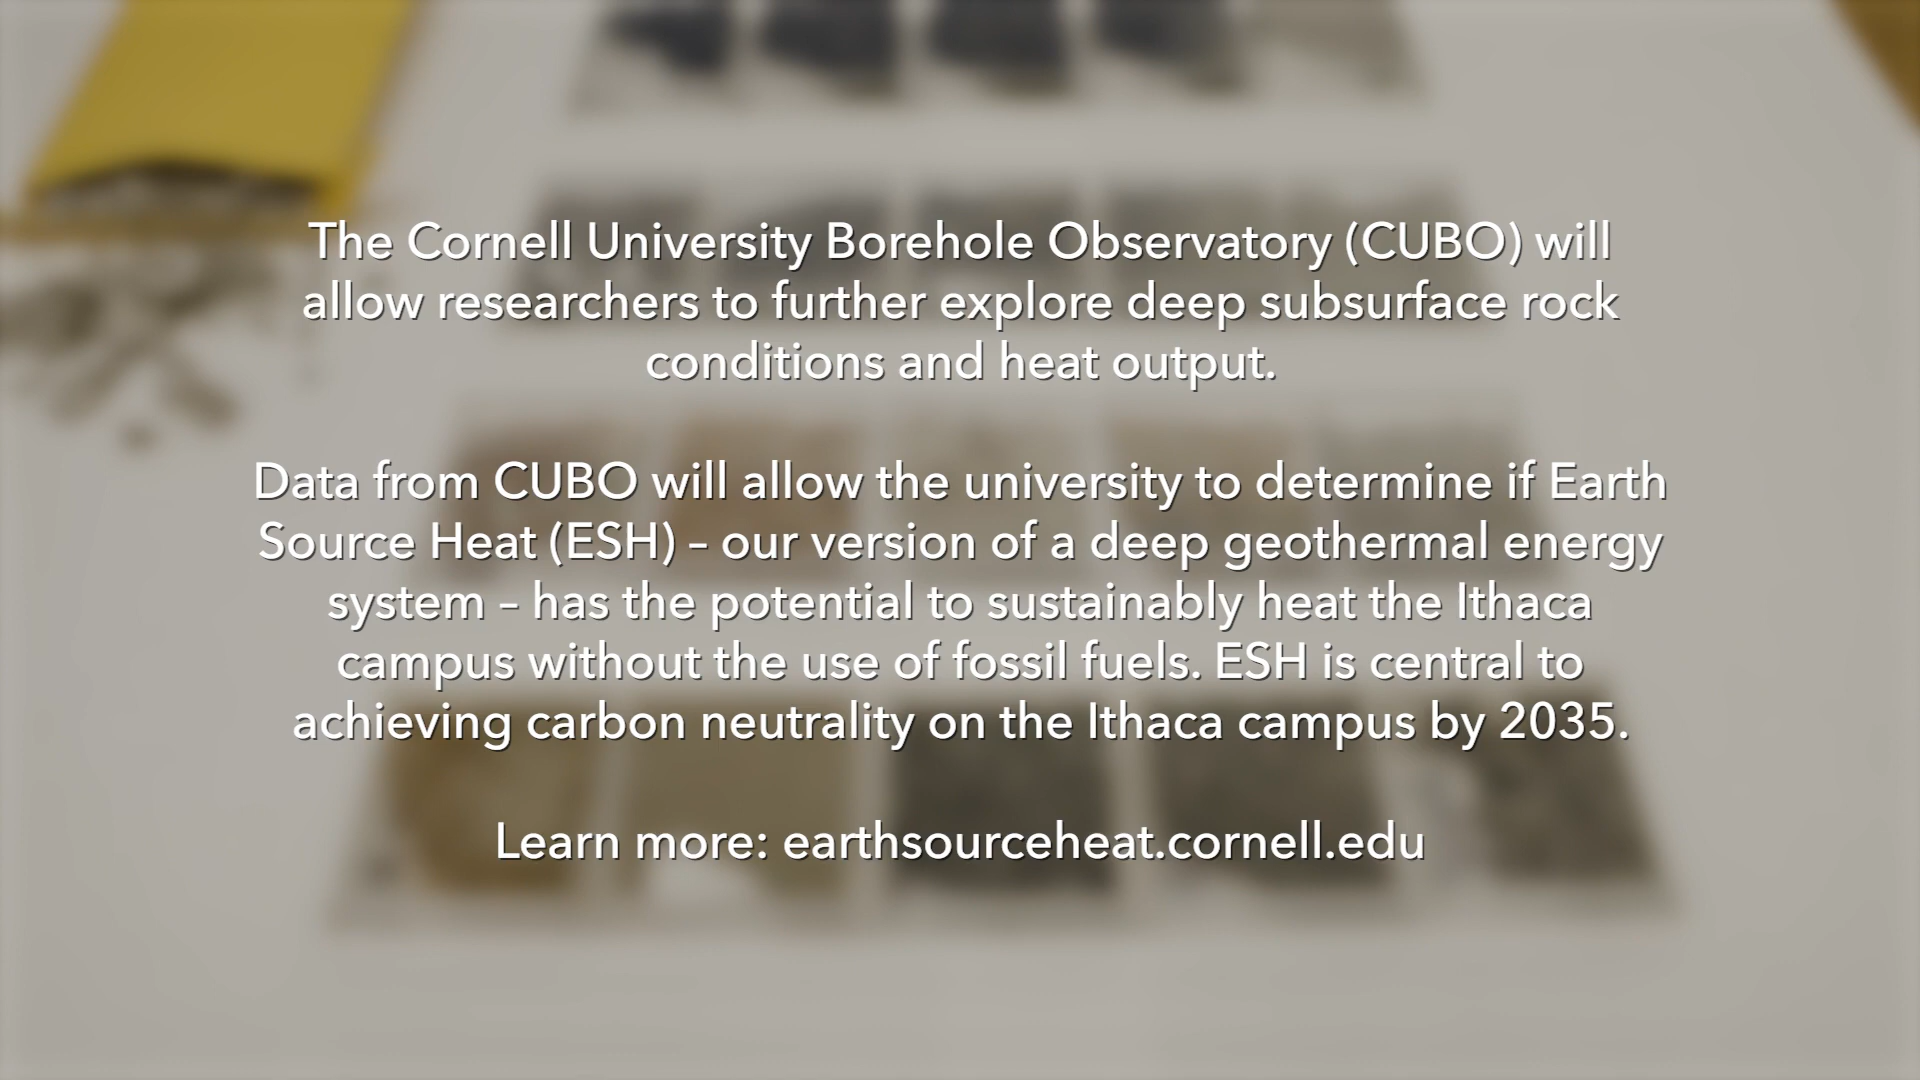 The Cornell University Borehole Observatory (CUBO) will
allow researchers to further explore deep subsurface rock
conditions and heat output.
Data from CUBO will allow the university to determine if Earth
Source Heat (ESH) – our version of a deep geothermal energy
system – has the potential to sustainably heat the Ithaca
campus without the use of fossil fuels. ESH is central to
achieving carbon neutrality on the Ithaca campus by 2035.
Learn more: earthsourceheat.cornell.edu